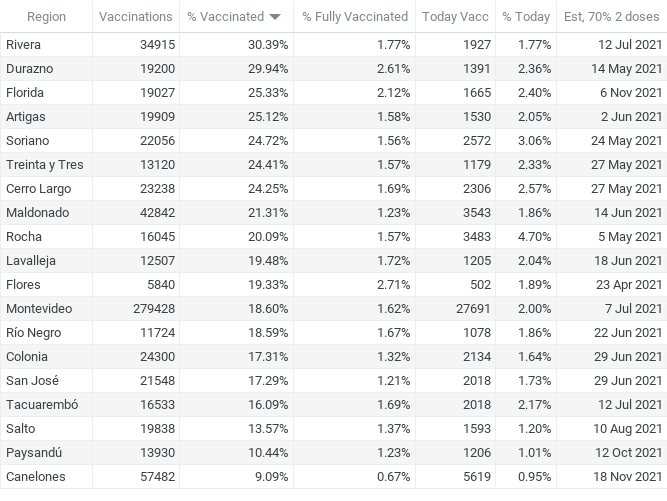 Region Vaccinations % Vaccinated % Fully Vaccinated Today Vacc % Today Est, 70% 2 doses
Rivera 34915 30.39% 1.77% 1927 1.77% 12 Jul 2021
Durazno 19200 29.94% 2.61% 1391 2.36% 14 May 2021
Florida 19027 25.33% 2.12% 1665 2.40% 6 Nov 2021
Artigas 19909 25.12% 1.58% 1530 2.05% 2 Jun 2021
Soriano 22056 24.72% 1.56% 2572 3.06% 24 May 2021
Treinta y Tres 13120 24.41% 1.57% 1179 2.33% 27 May 2021
Cerro Largo 23238 24.25% 1.69% 2306 2.57% 27 May 2021
Maldonado 42842 21.31% 1.23% 3543 1.86% 14 Jun 2021
Rocha 16045 20.09% 1.57% 3483 4.70% 5 May 2021
Lavalleja 12507 19.48% 1.72% 1205 2.04% 18 Jun 2021
Flores 5840 19.33% 2.71% 502 1.89% 23 Apr 2021
Montevideo 279428 18.60% 1.62% 27691 2.00% 7 Jul 2021
Río Negro 11724 18.59% 1.67% 1078 1.86% 22 Jun 2021
Colonia 24300 17.31% 1.32% 2134 1.64% 29 Jun 2021
San José 21548 17.29% 1.21% 2018 1.73% 29 Jun 2021
Tacuarembó 16533 16.09% 1.69% 2018 2.17% 12 Jul 2021
Salto 19838 13.57% 1.37% 1593 1.20% 10 Aug 2021
Paysandú 13930 10.44% 1.23% 1206 1.01% 12 Oct 2021
Canelones 57482 9.09% 0.67% 5619 0.95% 18 Nov 2021